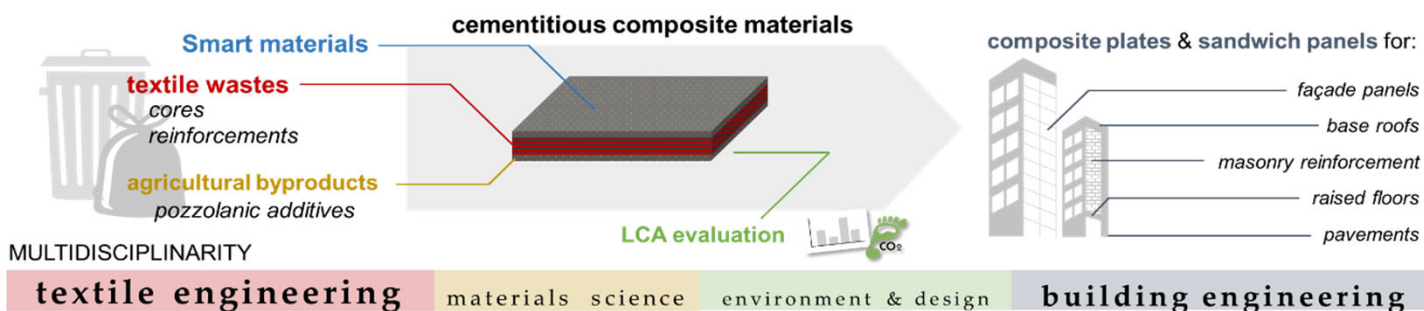 cementitious composite materials
Smart materials
textile wastes
cores
reinforcements
agricultural byproducts
pozzolanic additives
LCA evaluation
CO2
composite plates & sandwich panels for:
façade panels
base roofs
masonry reinforcement
raised floors
pavements
MULTIDISCIPLINARITY
textile engineering
materials science
environment & design
building engineering